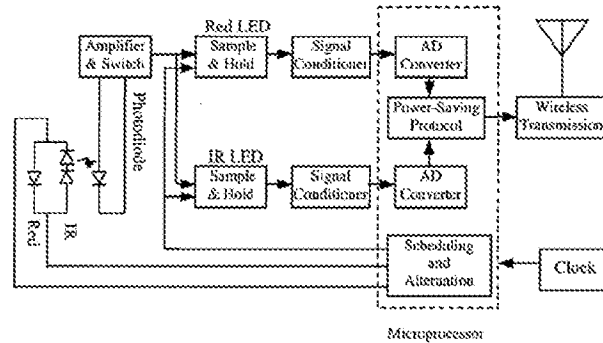 Red LED
Amplifier
& Switch
Sample
& Hold
Signal
Conditioner
AD
Converter
Photodiode
Power-Saving
Protocol
Wireless
Transmission
IR LED
Sample
& Hold
Signal
Conditioner
AD
Converter
Red
IR
Scheduling
and
Alternation
Clock
Microprocessor